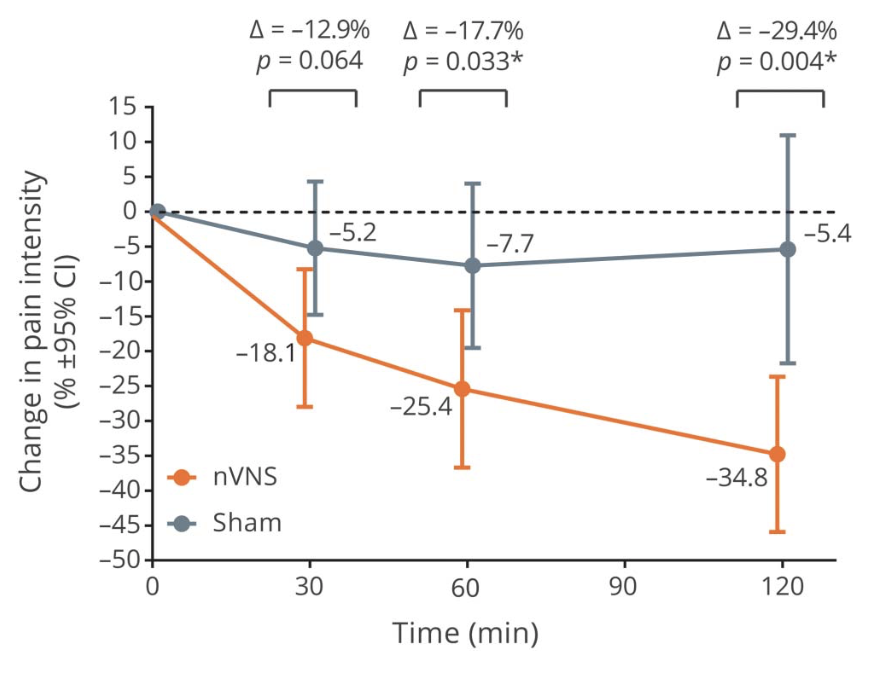 Δ = –12.9%
p = 0.064
Δ = –17.7%
p = 0.033*
Δ = –29.4%
p = 0.004*
Change in pain intensity
(% ±95% CI)
15
10
5
0
–5
–10
–15
–20
–25
–30
–35
–40
–45
–50
–5.2
–7.7
–5.4
–18.1
–25.4
–34.8
nVNS
Sham
0
30
60
90
120
Time (min)